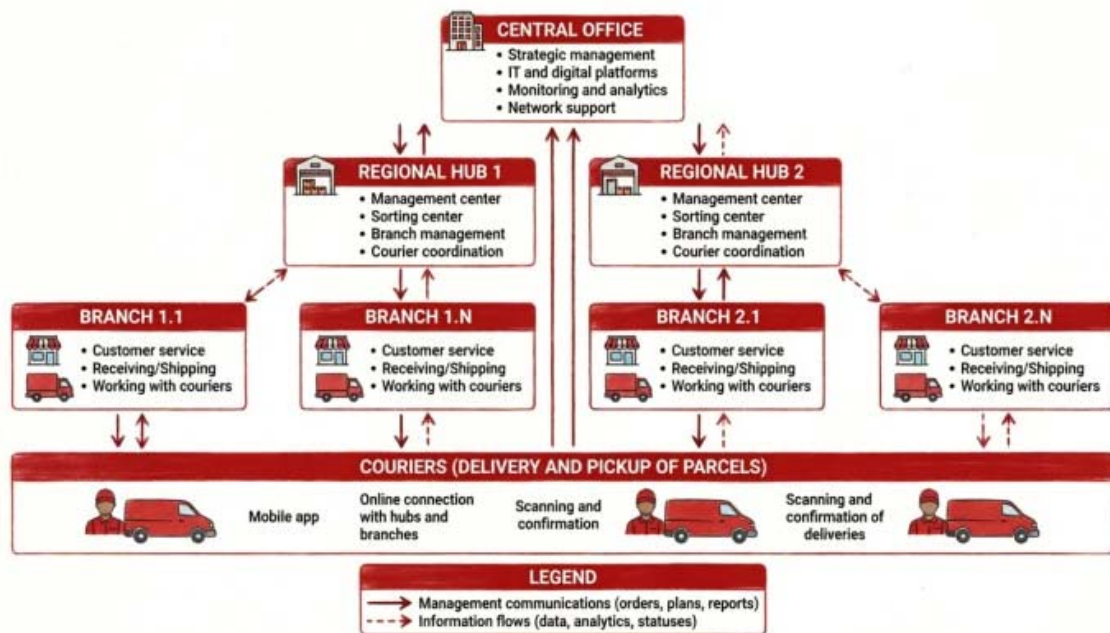 CENTRAL OFFICE
• Strategic management
• IT and digital platforms
• Monitoring and analytics
• Network support
REGIONAL HUB 1
• Management center
• Sorting center
• Branch management
• Courier coordination
REGIONAL HUB 2
• Management center
• Sorting center
• Branch management
• Courier coordination
BRANCH 1.1
• Customer service
• Receiving/Shipping
• Working with couriers
BRANCH 1.N
• Customer service
• Receiving/Shipping
• Working with couriers
BRANCH 2.1
• Customer service
• Receiving/Shipping
• Working with couriers
BRANCH 2.N
• Customer service
• Receiving/Shipping
• Working with couriers
COURIERS (DELIVERY AND PICKUP OF PARCELS)
Mobile app
Online connection
with hubs and
branches
Scanning and
confirmation
Scanning and
confirmation of
deliveries
LEGEND
Management communications (orders, plans, reports)
Information flows (data, analytics, statuses)